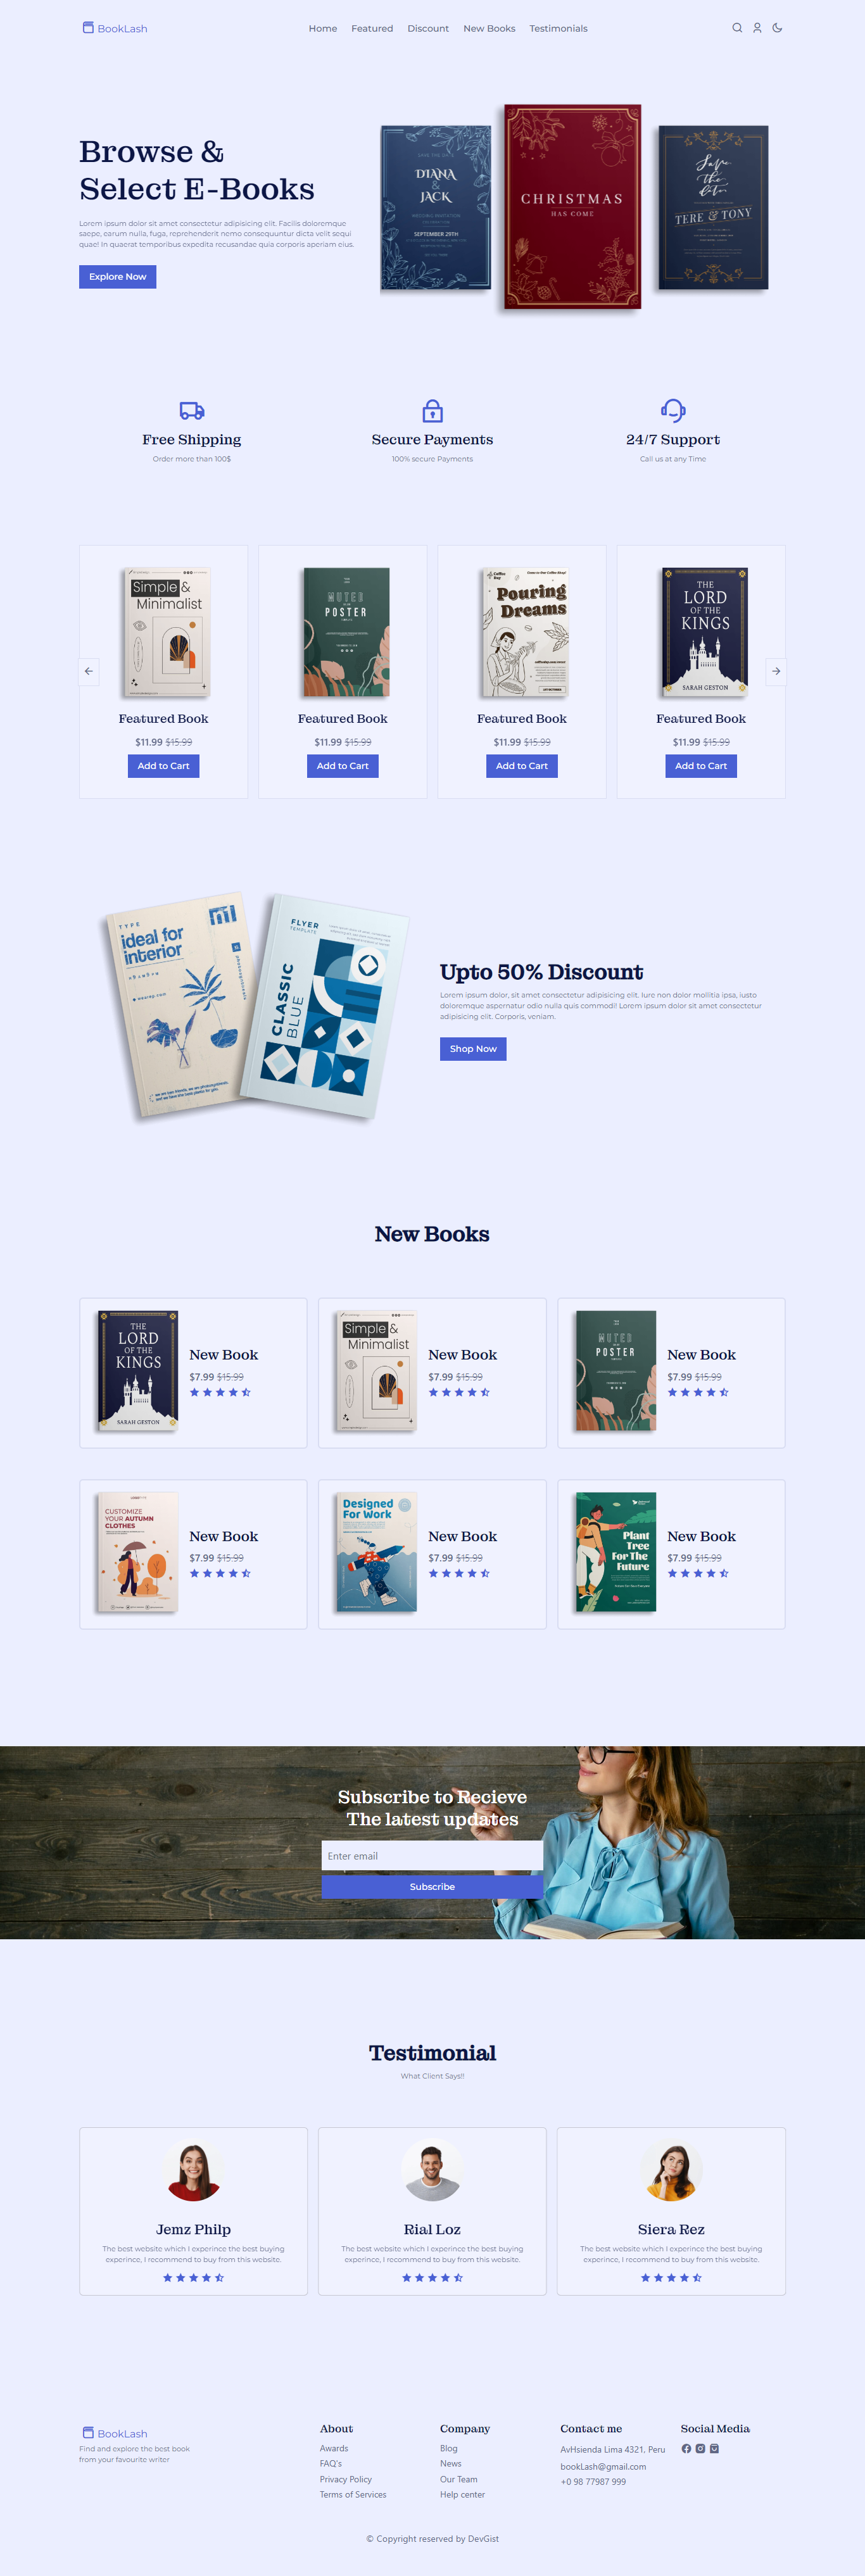 BookLash
Home Featured Discount New Books Testimonials
Browse &
Select E-Books
Lorem ipsum dolor sit amet consectetur adipisicing elit. Facilis doloremque
saepe, earum nulla, fuga, reprehenderit nemo consequuntur dicta velit sequi
quae! In quaerat temporibus expedita recusandae quia corporis aperiam eius.
Explore Now
SAVE THE DATE
DIANA
&
JACK
WEDDING INVITATION
SEPTEMBER 29TH
CHRISTMAS
HAS COME
Save
the
date
TERE & TONY
Free Shipping
Order more than 100$
Secure Payments
100% secure Payments
24/7 Support
Call us at any Time
Simple &
Minimalist
Featured Book
$11.99 $15.99
Add to Cart
MUTED
POSTER
Featured Book
$11.99 $15.99
Add to Cart
Coffee
Day
Pouring
Dreams
Featured Book
$11.99 $15.99
Add to Cart
THE
LORD
OF THE
KINGS
SARAH GESTON
Featured Book
$11.99 $15.99
Add to Cart
TYPE
ideal for
interior
FLYER
TEMPLATE
CLASSIC
BLUE
Upto 50% Discount
Lorem ipsum dolor, sit amet consectetur adipisicing elit. Iure non dolor mollitia ipsa, iusto
doloremque aspernatur odio nulla quis commodi! Lorem ipsum dolor sit amet consectetur
adipisicing elit. Corporis, veniam.
Shop Now
New Books
THE
LORD
OF THE
KINGS
SARAH GESTON
New Book
$7.99 $15.99
Simple &
Minimalist
New Book
$7.99 $15.99
MUTED
POSTER
New Book
$7.99 $15.99
CUSTOMIZE
YOUR AUTUMN
CLOTHES
New Book
$7.99 $15.99
Designed
For Work
New Book
$7.99 $15.99
Plant
Tree
For The
Future
New Book
$7.99 $15.99
Subscribe to Recieve
The latest updates
Enter email
Subscribe
Testimonial
What Client Says!!
Jemz Philp
The best website which I experince the best buying
experince, I recommend to buy from this website.
Rial Loz
The best website which I experince the best buying
experince, I recommend to buy from this website.
Siera Rez
The best website which I experince the best buying
experince, I recommend to buy from this website.
BookLash
Find and explore the best book
from your favourite writer
About
Awards
FAQ's
Privacy Policy
Terms of Services
Company
Blog
News
Our Team
Help center
Contact me
AvHsienda Lima 4321, Peru
bookLash@gmail.com
+0 98 77987 999
Social Media
© Copyright reserved by DevGist